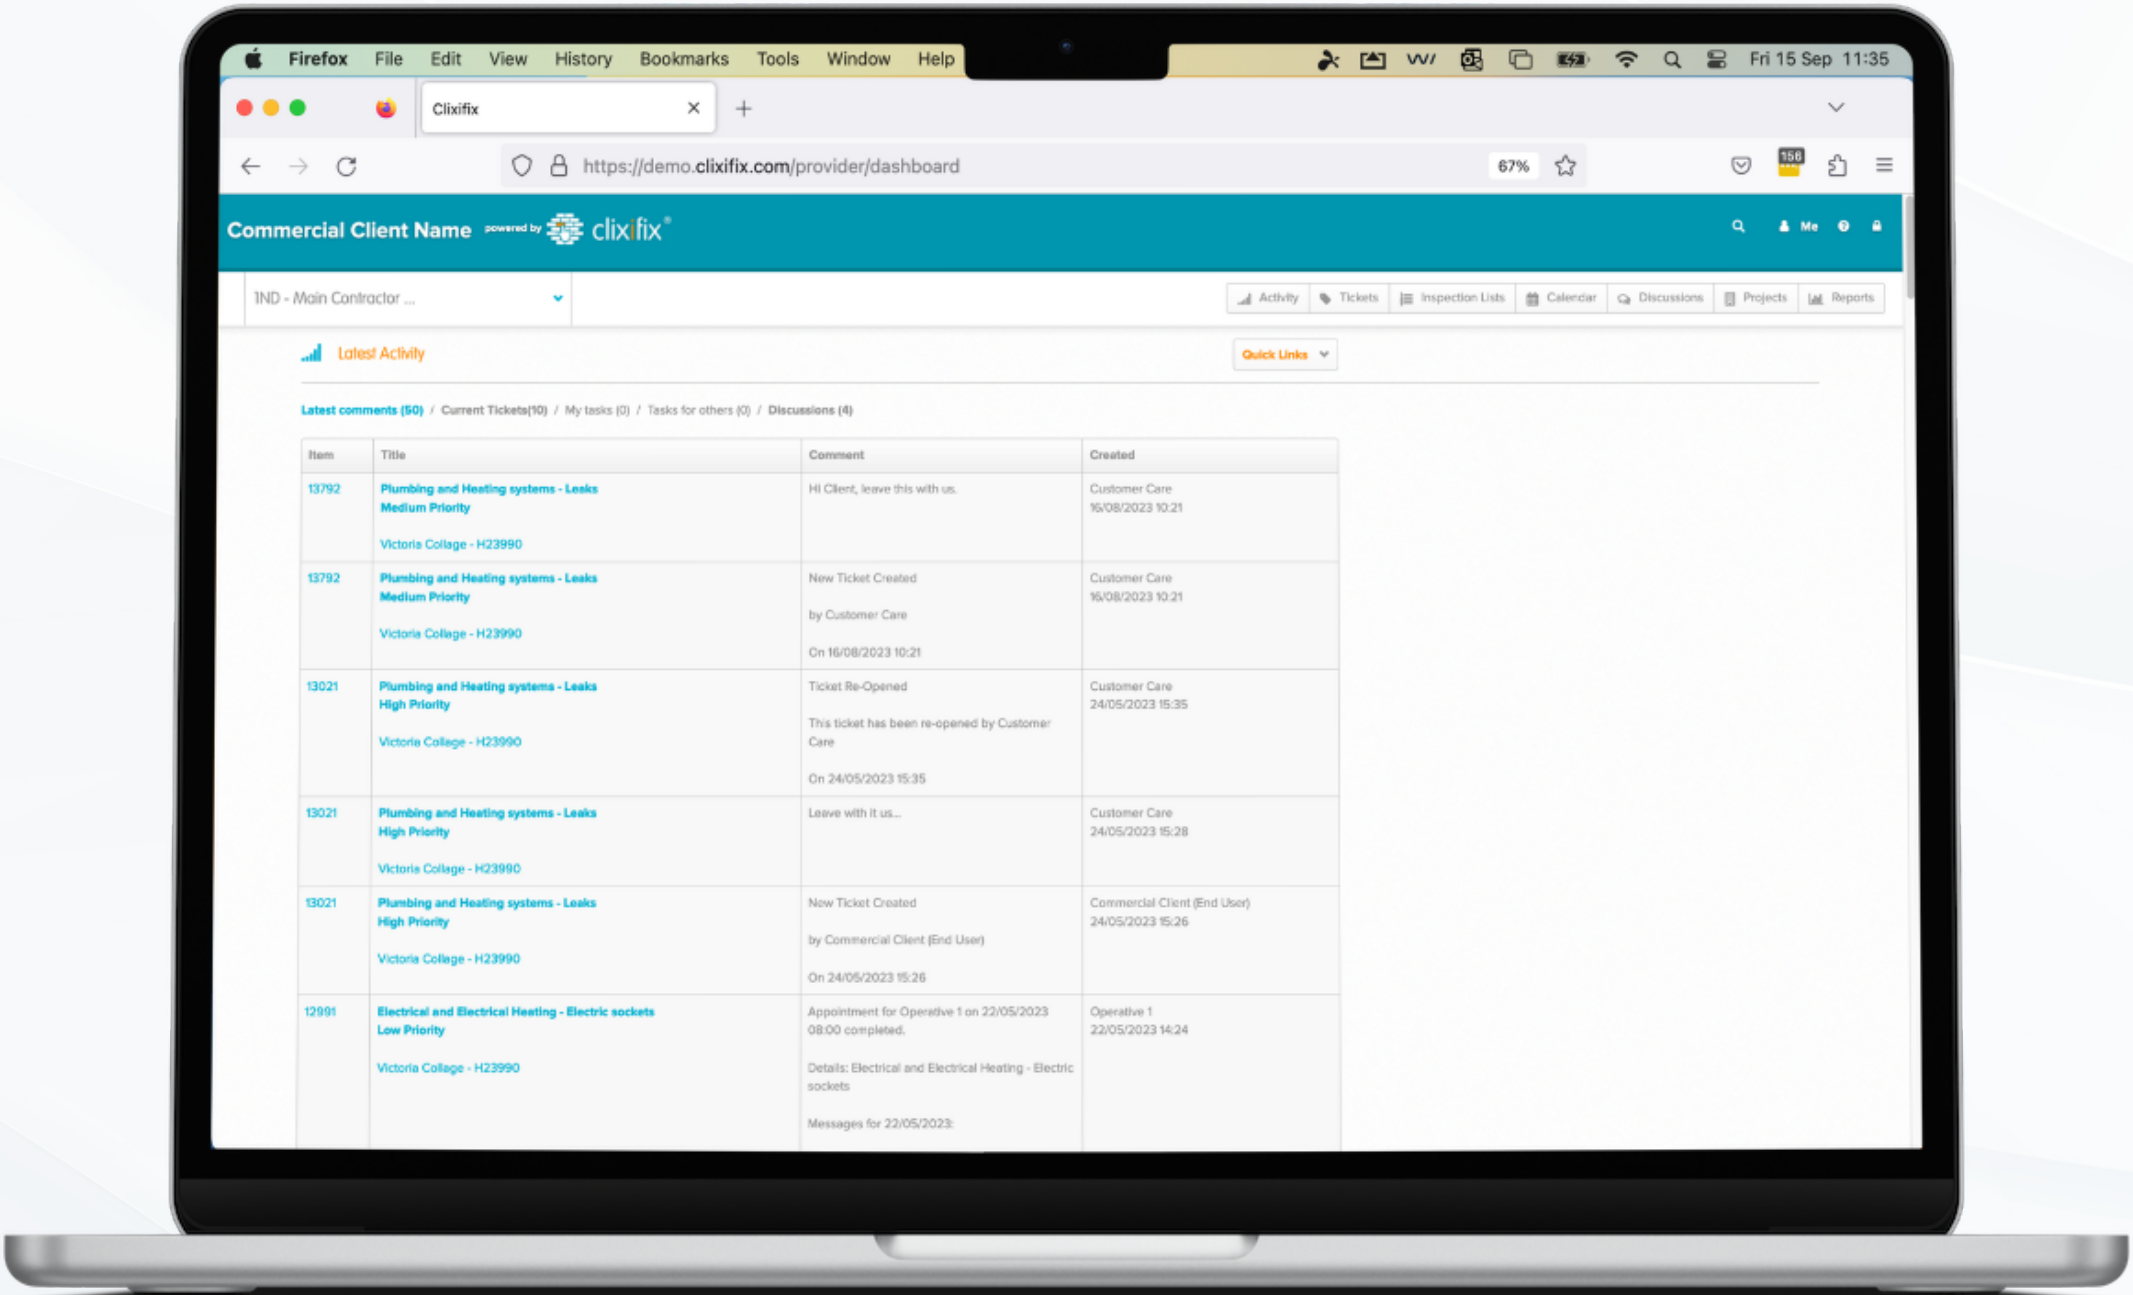 Firefox File Edit View History Bookmarks Tools Window Help Fri 15 Sep 11:35
Clixifix
https://demo.clixifix.com/provider/dashboard 67% 156
Commercial Client Name powered by clixifix®
Me
1ND - Main Contractor ...
Activity Tickets Inspection Lists Calendar Discussions Projects Reports
Latest Activity Quick Links
Latest comments (50) / Current Tickets(10) / My tasks (0) / Tasks for others (0) / Discussions (4)
Item Title Comment Created
13792 Plumbing and Heating systems - Leaks Hi Client, leave this with us. Customer Care
Medium Priority 16/08/2023 10:21
Victoria Collage - H23990
13792 Plumbing and Heating systems - Leaks New Ticket Created Customer Care
Medium Priority 16/08/2023 10:21
by Customer Care
Victoria Collage - H23990
On 16/08/2023 10:21
13021 Plumbing and Heating systems - Leaks Ticket Re-Opened Customer Care
High Priority 24/05/2023 15:35
This ticket has been re-opened by Customer
Victoria Collage - H23990 Care
On 24/05/2023 15:35
13021 Plumbing and Heating systems - Leaks Leave with it us... Customer Care
High Priority 24/05/2023 15:28
Victoria Collage - H23990
13021 Plumbing and Heating systems - Leaks New Ticket Created Commercial Client (End User)
High Priority 24/05/2023 15:26
by Commercial Client (End User)
Victoria Collage - H23990
On 24/05/2023 15:26
12991 Electrical and Electrical Heating - Electric sockets Appointment for Operative 1 on 22/05/2023 Operative 1
Low Priority 08:00 completed. 22/05/2023 14:24
Victoria Collage - H23990 Details: Electrical and Electrical Heating - Electric
sockets
Messages for 22/05/2023: